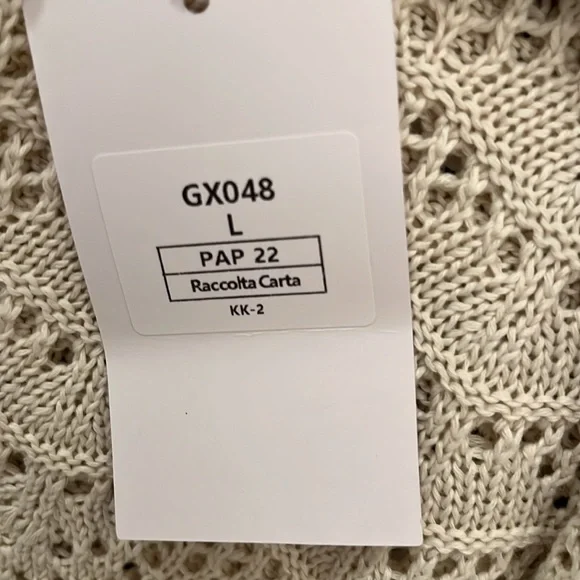 GX048
L
PAP 22
Raccolta Carta
KK-2